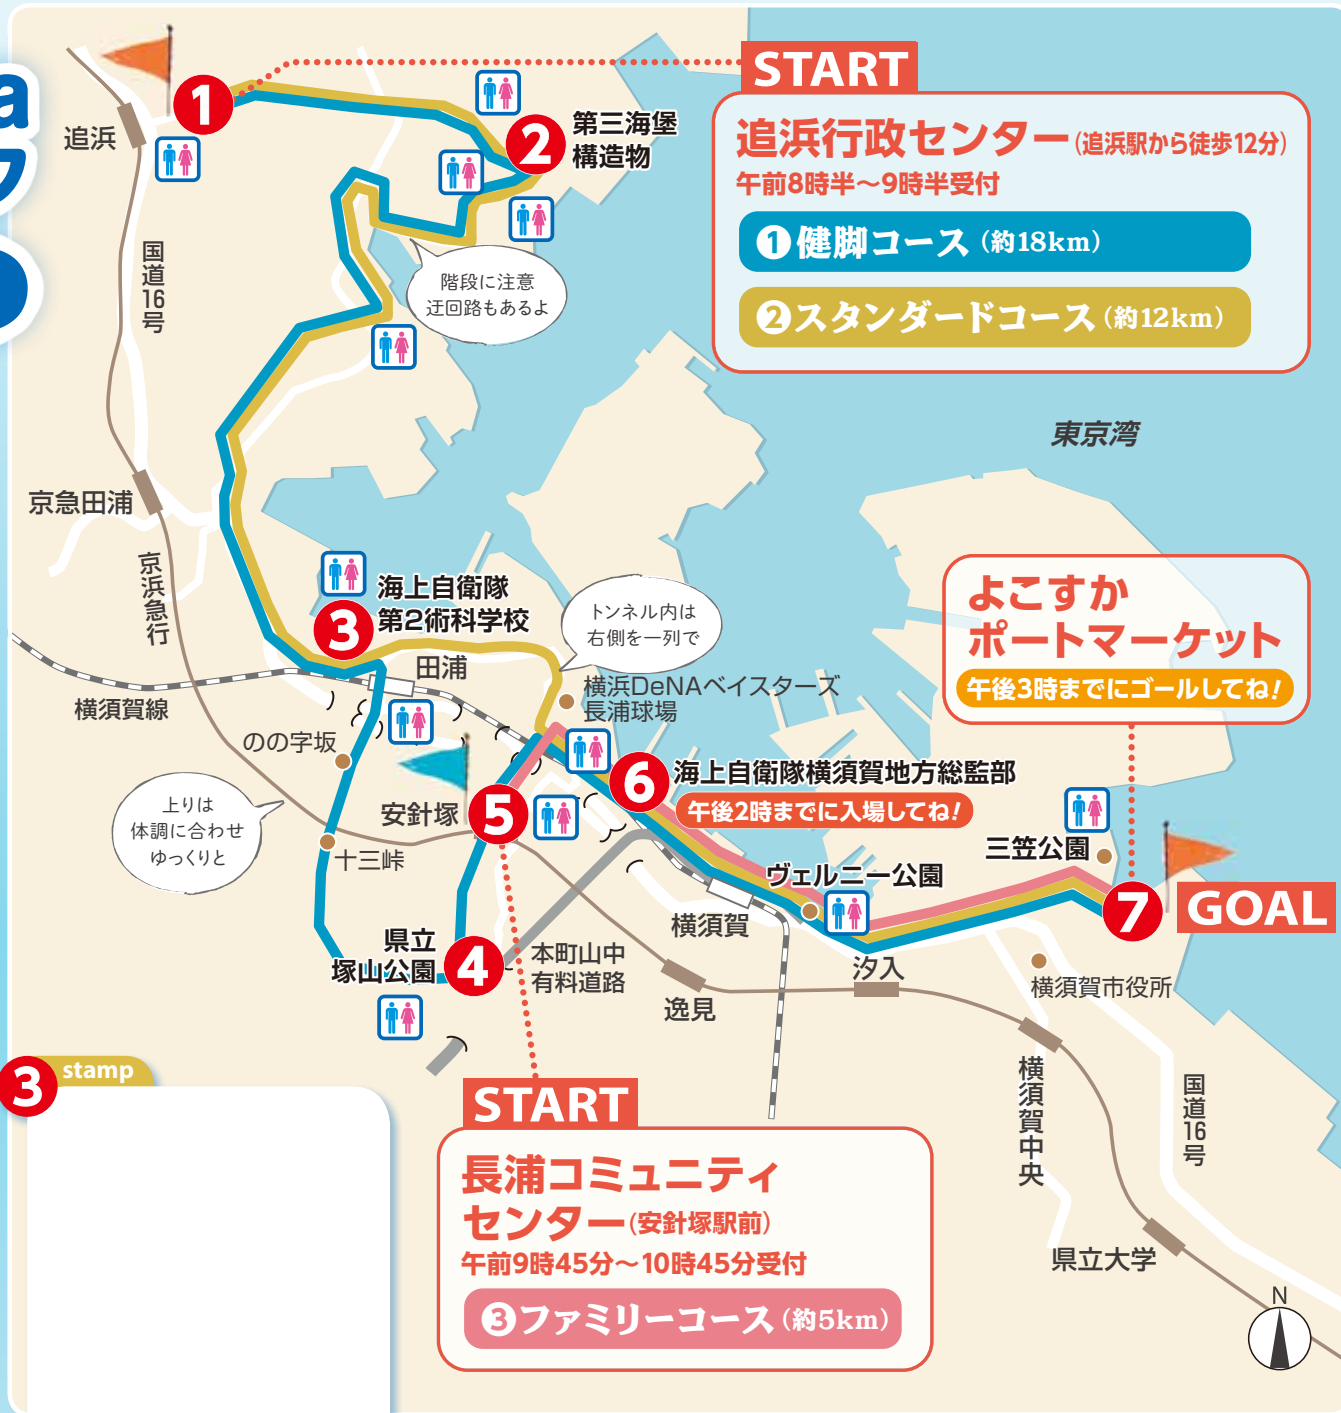 a
START
追浜行政センター(追浜駅から徒歩12分)
午前8時半～9時半受付
❶健脚コース(約18km)
❷スタンダードコース(約12km)
1
追浜
2
第三海堡
構造物
国道16号
階段に注意
迂回路もあるよ
東京湾
京急田浦
京浜急行
3
海上自衛隊
第2術科学校
トンネル内は
右側を一列で
よこすか
ポートマーケット
午後3時までにゴールしてね!
田浦
横須賀線
横浜DeNAベイスターズ
長浦球場
のの字坂
6
海上自衛隊横須賀地方総監部
午後2時までに入場してね!
上りは
体調に合わせ
ゆっくりと
安針塚
5
十三峠
三笠公園
ヴェルニー公園
7
GOAL
横須賀
県立
塚山公園
4
本町山中
有料道路
逸見
汐入
横須賀市役所
横須賀中央
国道16号
県立大学
3
stamp
START
長浦コミュニティ
センター(安針塚駅前)
午前9時45分～10時45分受付
❸ファミリーコース(約5km)
N